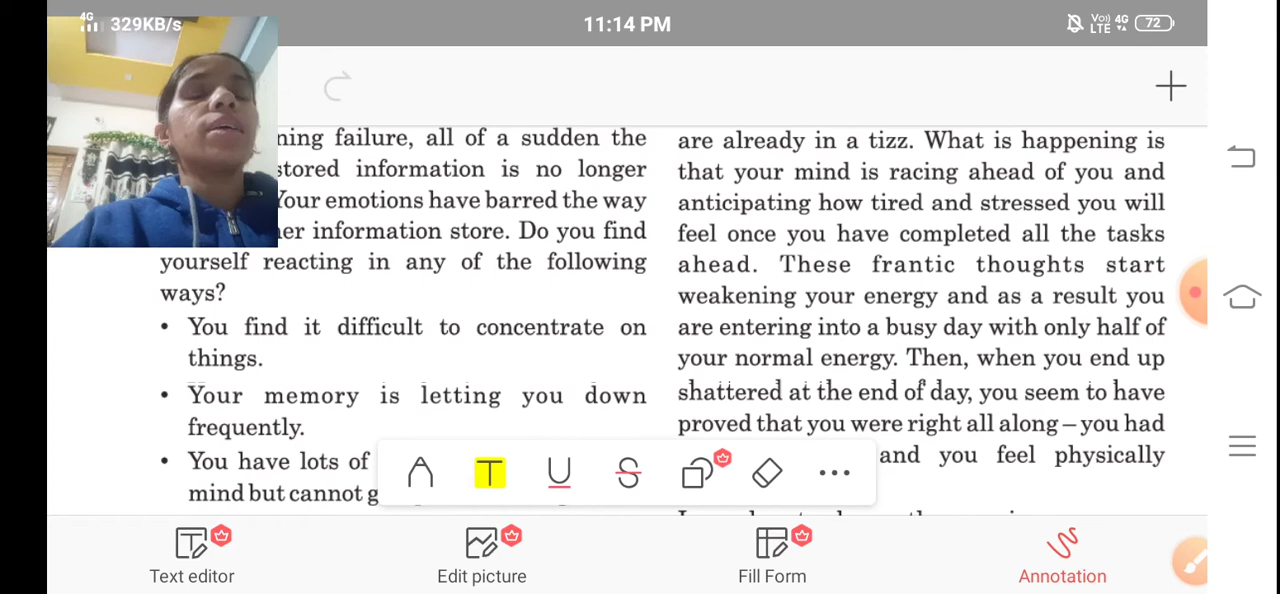 4G
329KB/s
11:14 PM
Vo)) 4G
LTE
72
ning failure, all of a sudden the
stored information is no longer
Your emotions have barred the way
information store. Do you find
yourself reacting in any of the following
ways?
• You find it difficult to concentrate on
things.
• Your memory is letting you down
frequently.
• You have lots of
mind but cannot g
are already in a tizz. What is happening is
that your mind is racing ahead of you and
anticipating how tired and stressed you will
feel once you have completed all the tasks
ahead. These frantic thoughts start
weakening your energy and as a result you
are entering into a busy day with only half of
your normal energy. Then, when you end up
shattered at the end of day, you seem to have
proved that you were right all along – you had
and you feel physically
T
U
S
Text editor
Edit picture
Fill Form
Annotation